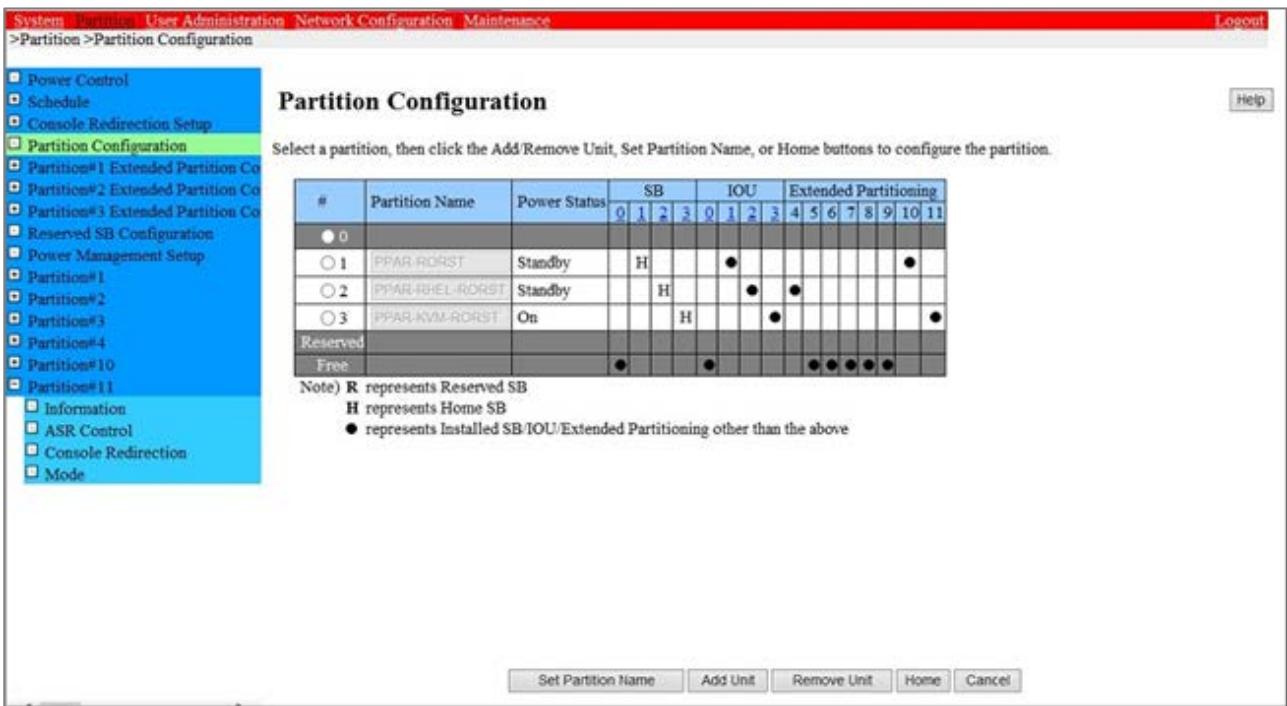 System Partition User Administration Network Configuration Maintenance Logout
>Partition >Partition Configuration
Power Control
Schedule
Console Redirection Setup
Partition Configuration
Partition#1 Extended Partition Co
Partition#2 Extended Partition Co
Partition#3 Extended Partition Co
Reserved SB Configuration
Power Management Setup
Partition#1
Partition#2
Partition#3
Partition#4
Partition#10
Partition#11
Information
ASR Control
Console Redirection
Mode
Partition Configuration
Help
Select a partition, then click the Add/Remove Unit, Set Partition Name, or Home buttons to configure the partition.
# Partition Name Power Status SB IOU Extended Partitioning
0 1 2 3 0 1 2 3 4 5 6 7 8 9 10 11
0
1 PPAR-RORST Standby H ● ●
2 PPAR-RHEL-RORST Standby H ● ●
3 PPAR-KVM-RORST On H ● ●
Reserved
Free ● ● ● ● ● ● ●
Note) R represents Reserved SB
H represents Home SB
● represents Installed SB/IOU/Extended Partitioning other than the above
Set Partition Name Add Unit Remove Unit Home Cancel